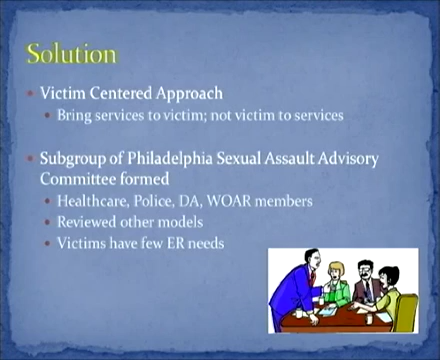 Solution
Victim Centered Approach
Bring services to victim; not victim to services
Subgroup of Philadelphia Sexual Assault Advisory
Committee formed
Healthcare, Police, DA, WOAR members
Reviewed other models
Victims have few ER needs